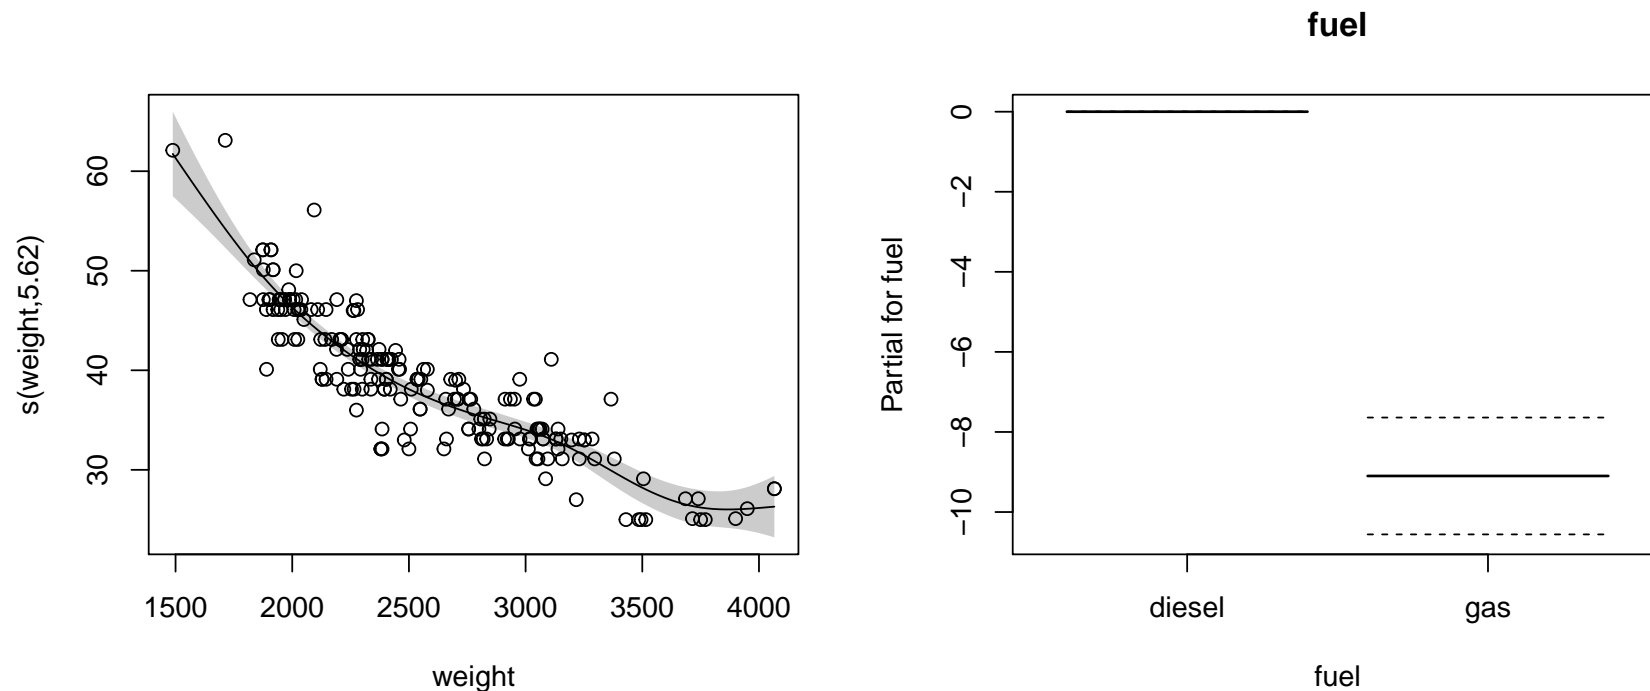 fuel
s(weight,5.62)
60
50
40
30
1500 2000 2500 3000 3500 4000
weight
Partial for fuel
0
−2
−4
−6
−8
−10
diesel gas
fuel